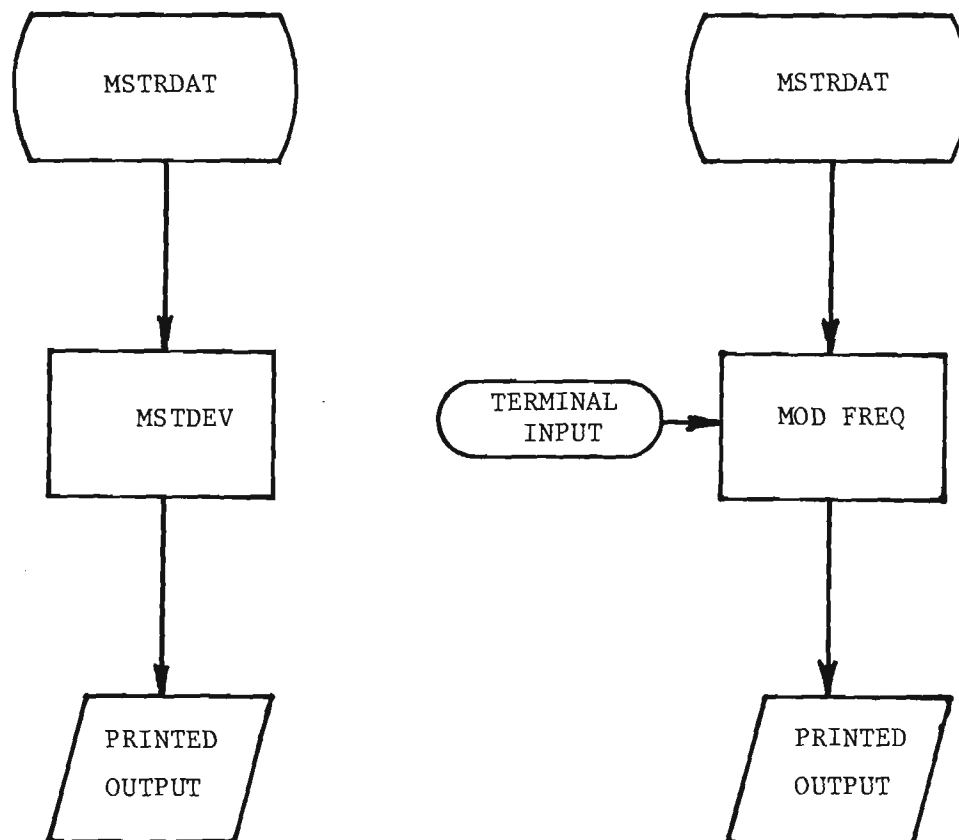 MSTRDAT
MSTDEV
PRINTED
OUTPUT
MSTRDAT
TERMINAL
INPUT
MOD FREQ
PRINTED
OUTPUT